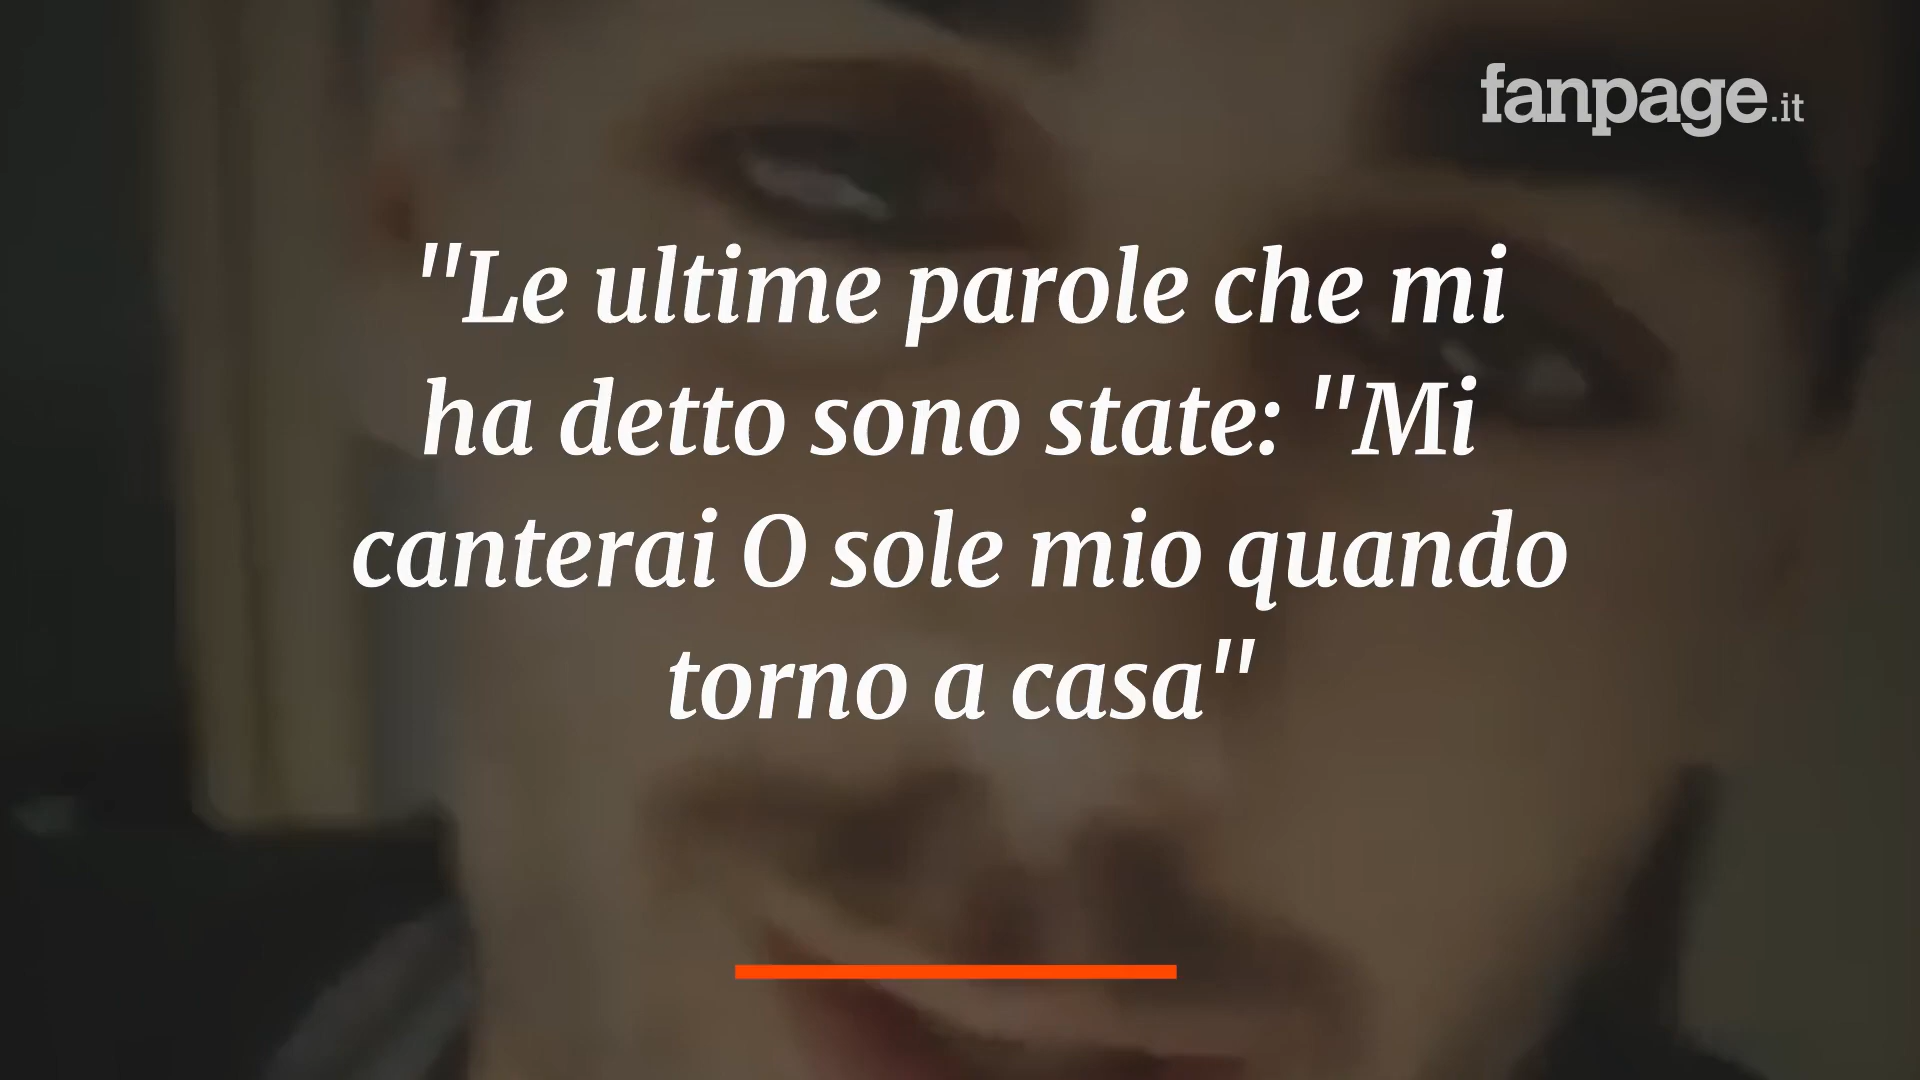 fanpage.it
"Le ultime parole che mi
ha detto sono state: "Mi
canterai O sole mio quando
torno a casa"